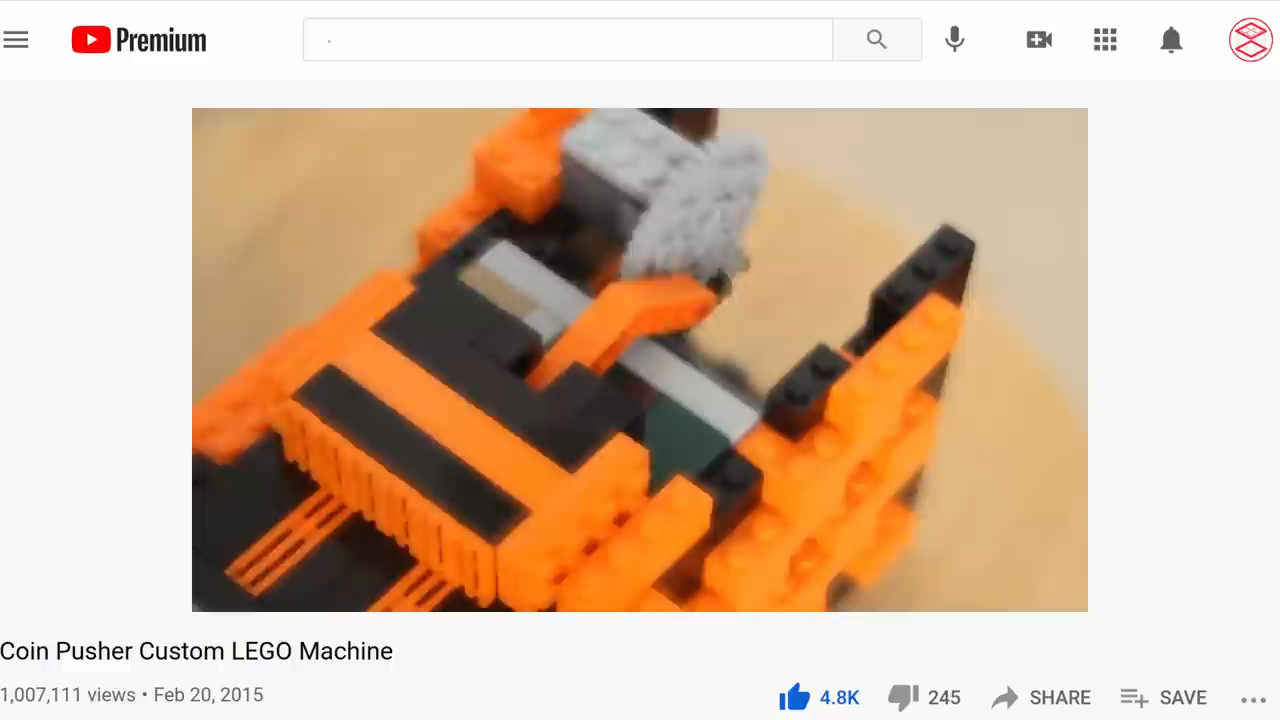 Premium
.
Coin Pusher Custom LEGO Machine
1,007,111 views • Feb 20, 2015
4.8K 245 SHARE SAVE